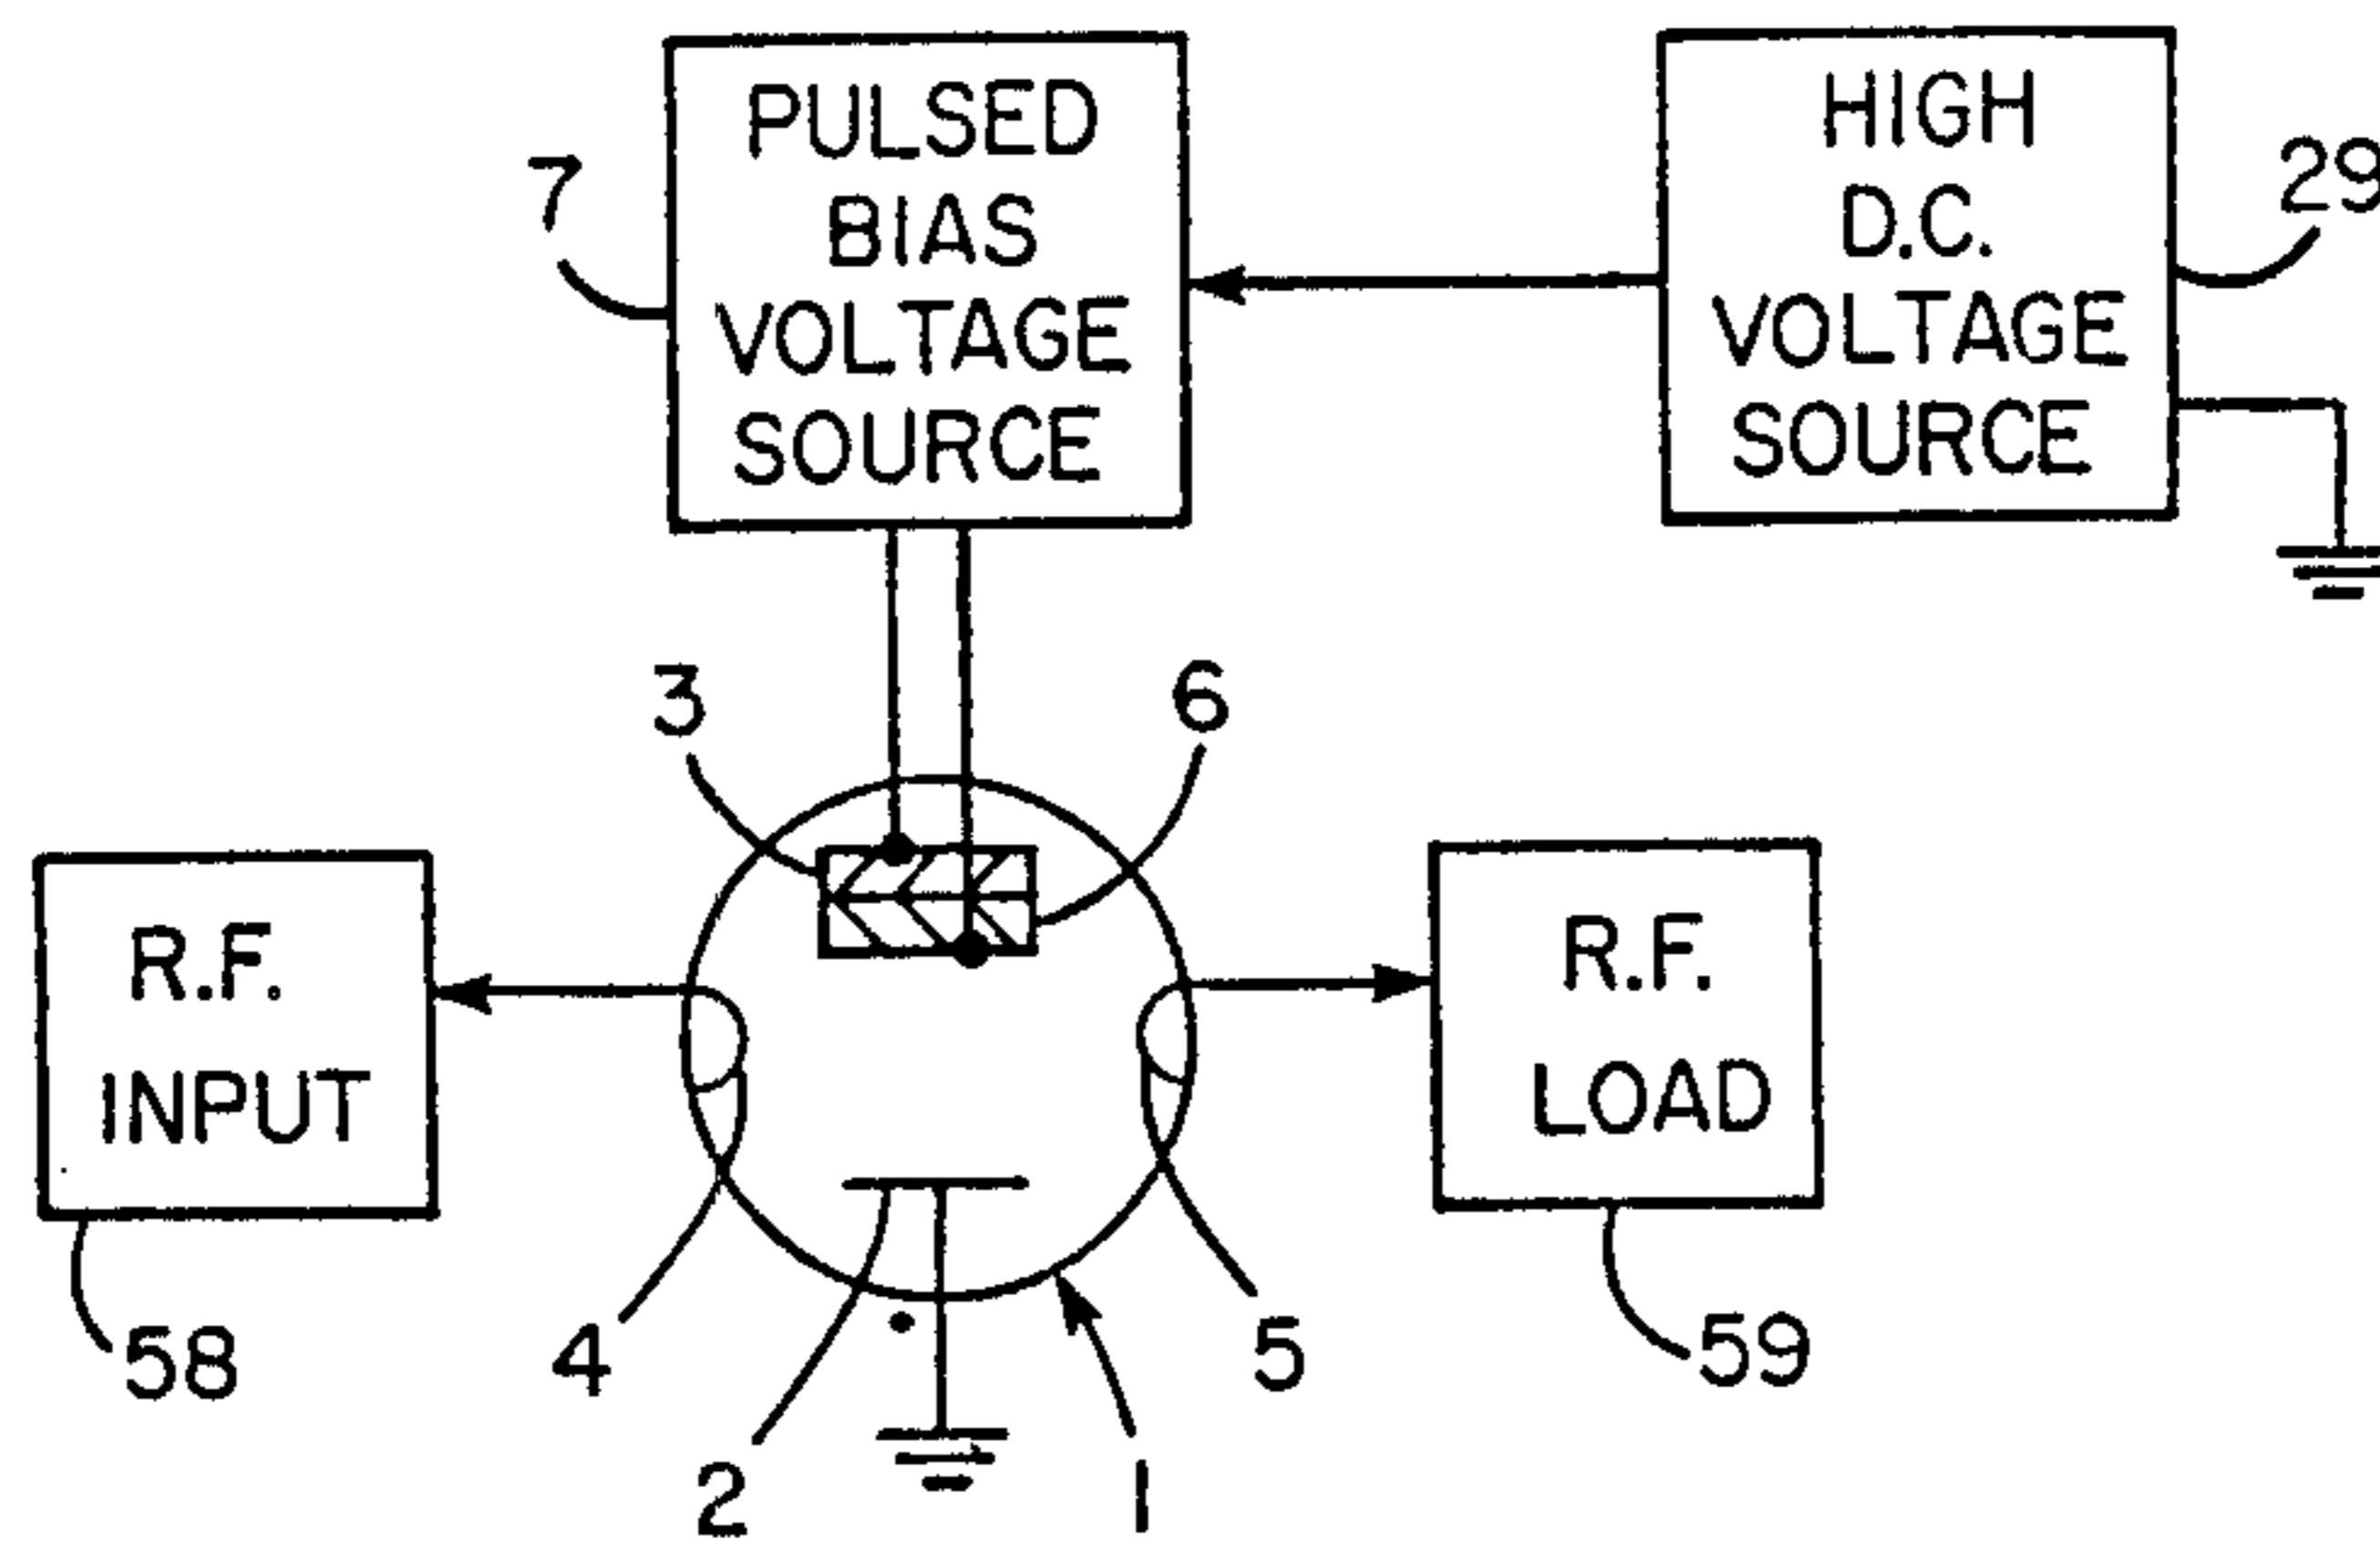 PULSED
BIAS
VOLTAGE
SOURCE
7
HIGH
D.C.
VOLTAGE
SOURCE
29
3
6
R.F.
INPUT
R.F.
LOAD
58
4
2
1
5
59